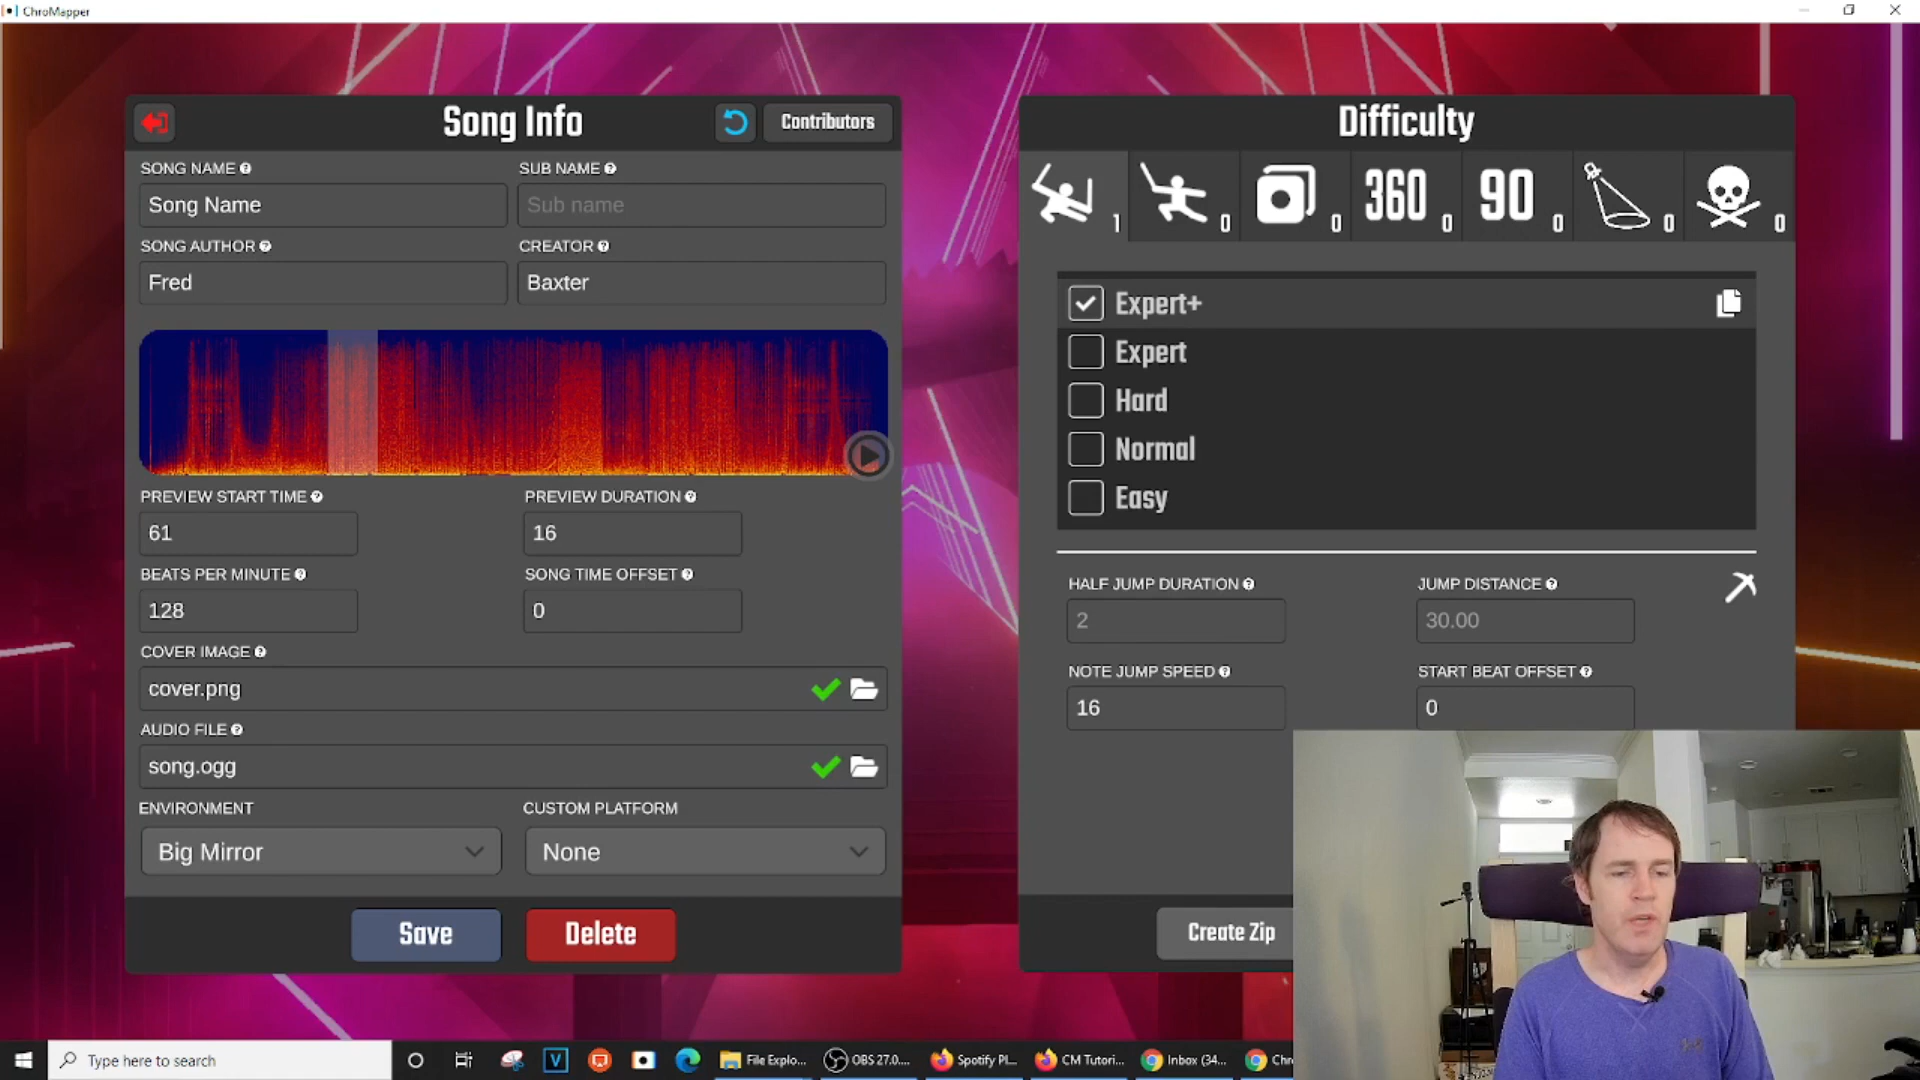 ChroMapper
Song Info
Contributors
SONG NAME
SUB NAME
Song Name
Sub name
SONG AUTHOR
CREATOR
Fred
Baxter
PREVIEW START TIME
PREVIEW DURATION
61
16
BEATS PER MINUTE
SONG TIME OFFSET
128
0
COVER IMAGE
cover.png
AUDIO FILE
song.ogg
ENVIRONMENT
CUSTOM PLATFORM
Big Mirror
None
Save
Delete
Difficulty
1
0
0
360 0
90 0
0
0
Expert+
Expert
Hard
Normal
Easy
HALF JUMP DURATION
JUMP DISTANCE
2
30.00
NOTE JUMP SPEED
START BEAT OFFSET
16
0
Create Zip
Type here to search
V
File Explo...
OBS 27.0....
Spotify Pl...
CM Tutori...
Inbox (34...
Chr